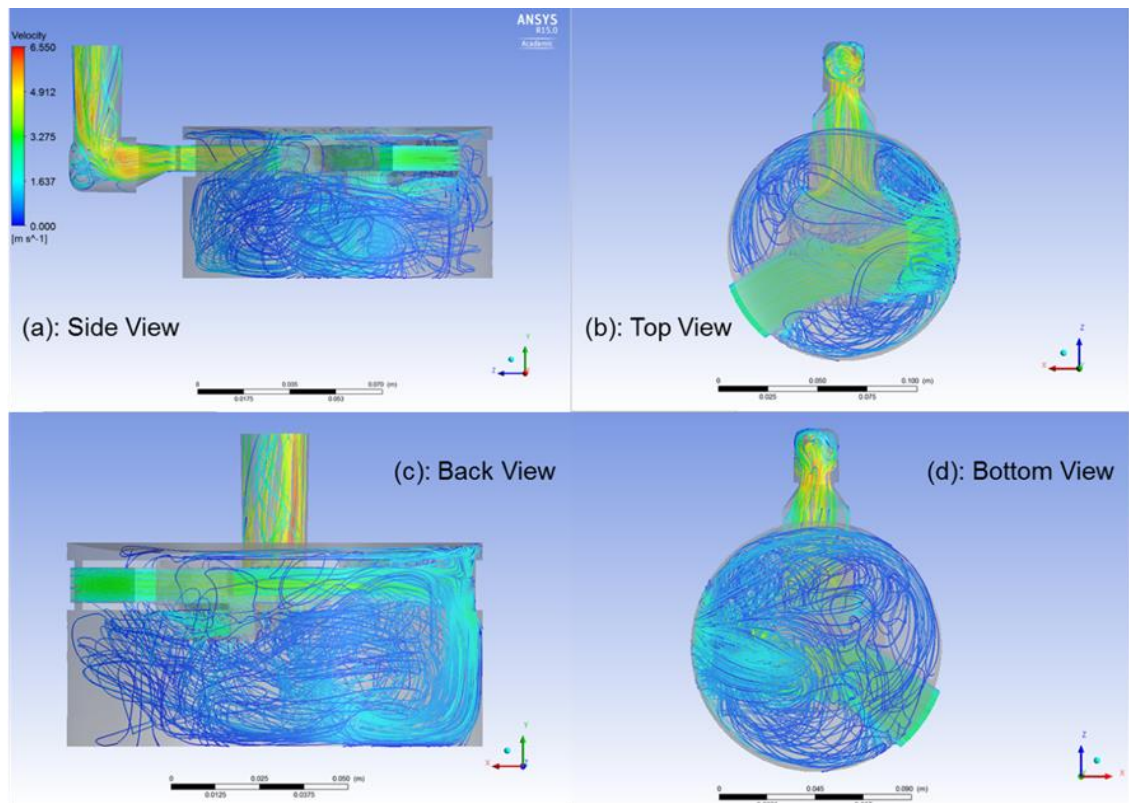 ANSYS
R15.0
Academic
Velocity
6.550
4.912
3.275
1.637
0.000
[m s^-1]
(a): Side View
Y
Z
0
0.035
0.070 (m)
0.0175
0.053
(b): Top View
Z
X
0
0.050
0.100 (m)
0.025
0.075
(c): Back View
Y
X
Z
0
0.025
0.050 (m)
0.0125
0.0375
(d): Bottom View
Z
X
0
0.045
0.090 (m)